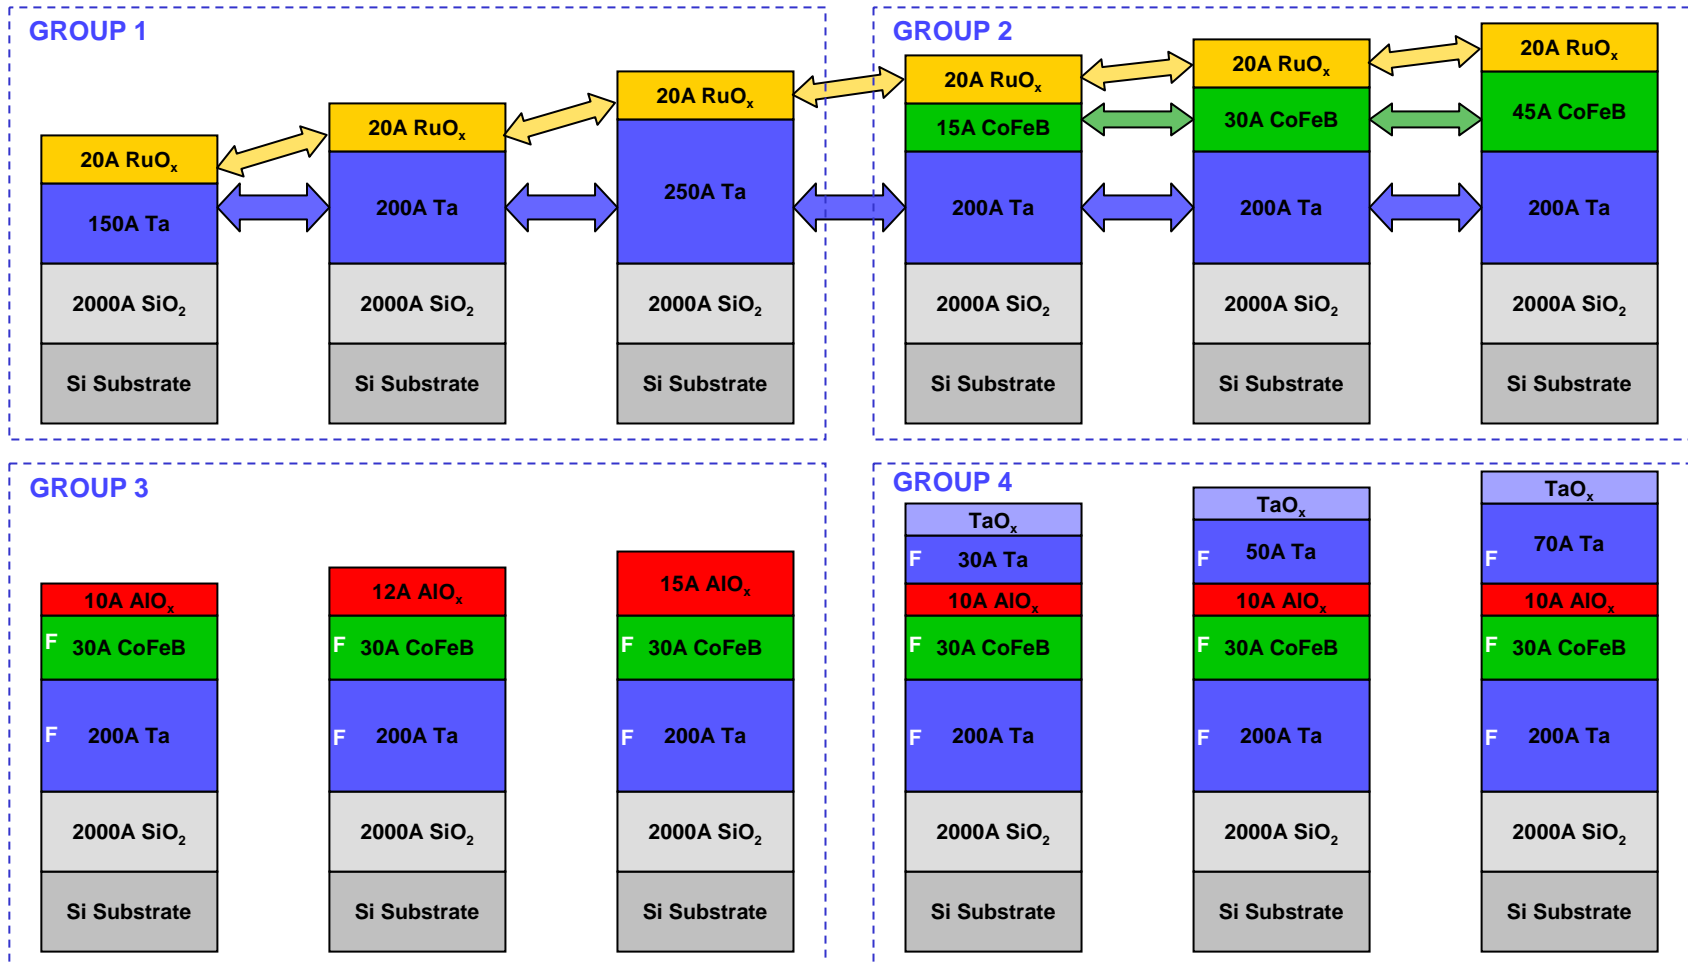 GROUP 1
20A RuOₓ
150A Ta
2000A SiO₂
Si Substrate
20A RuOₓ
200A Ta
2000A SiO₂
Si Substrate
20A RuOₓ
250A Ta
2000A SiO₂
Si Substrate
GROUP 2
20A RuOₓ
15A CoFeB
200A Ta
2000A SiO₂
Si Substrate
20A RuOₓ
30A CoFeB
200A Ta
2000A SiO₂
Si Substrate
20A RuOₓ
45A CoFeB
200A Ta
2000A SiO₂
Si Substrate
GROUP 3
10A AlOₓ
F 30A CoFeB
F 200A Ta
2000A SiO₂
Si Substrate
12A AlOₓ
F 30A CoFeB
F 200A Ta
2000A SiO₂
Si Substrate
15A AlOₓ
F 30A CoFeB
F 200A Ta
2000A SiO₂
Si Substrate
GROUP 4
TaOₓ
F 30A Ta
10A AlOₓ
F 30A CoFeB
F 200A Ta
2000A SiO₂
Si Substrate
TaOₓ
F 50A Ta
10A AlOₓ
F 30A CoFeB
F 200A Ta
2000A SiO₂
Si Substrate
TaOₓ
F 70A Ta
10A AlOₓ
F 30A CoFeB
F 200A Ta
2000A SiO₂
Si Substrate